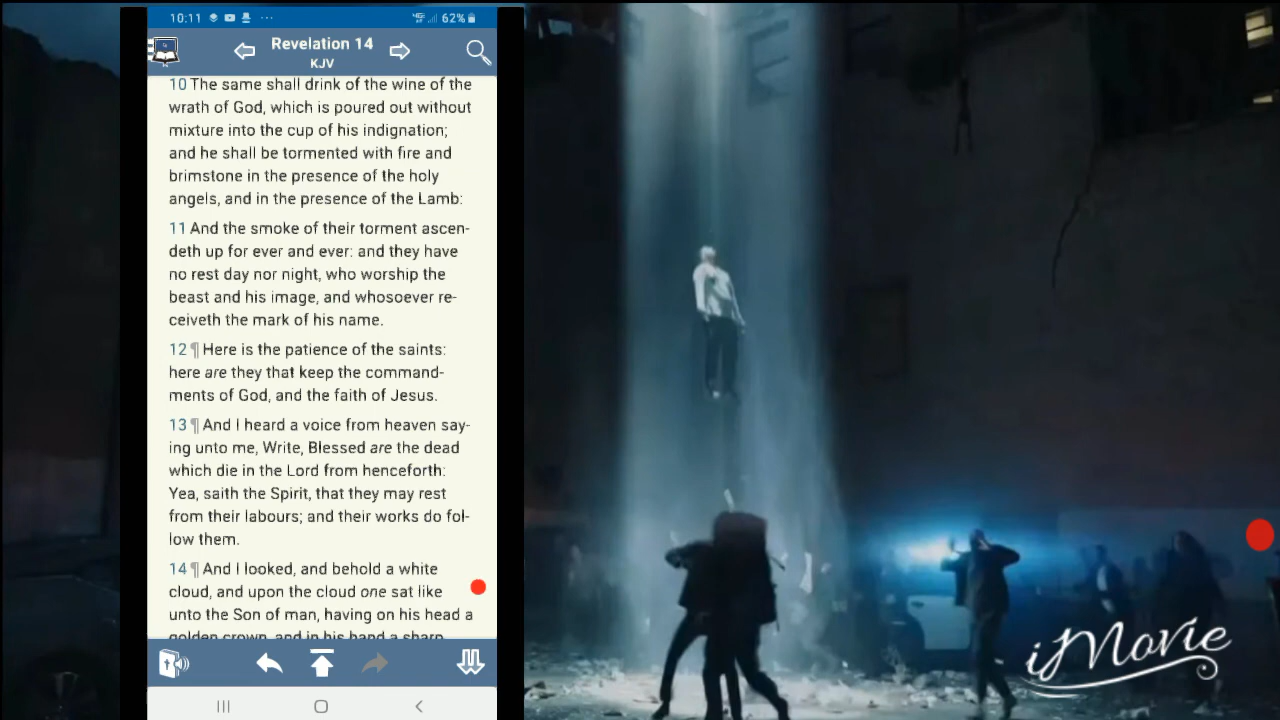 10:11
62%
Revelation 14
KJV
10 The same shall drink of the wine of the
wrath of God, which is poured out without
mixture into the cup of his indignation;
and he shall be tormented with fire and
brimstone in the presence of the holy
angels, and in the presence of the Lamb:
11 And the smoke of their torment ascen-
deth up for ever and ever: and they have
no rest day nor night, who worship the
beast and his image, and whosoever re-
ceiveth the mark of his name.
12 ¶ Here is the patience of the saints:
here are they that keep the command-
ments of God, and the faith of Jesus.
13 ¶ And I heard a voice from heaven say-
ing unto me, Write, Blessed are the dead
which die in the Lord from henceforth:
Yea, saith the Spirit, that they may rest
from their labours; and their works do fol-
low them.
14 ¶ And I looked, and behold a white
cloud, and upon the cloud one sat like
unto the Son of man, having on his head a
golden crown, and in his hand a sharp
iMovie